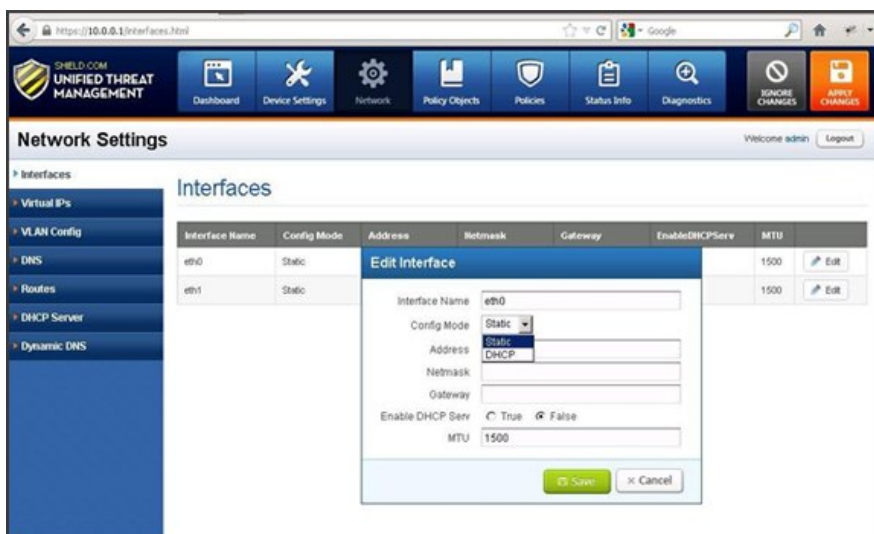 https://10.0.0.1/interfaces.html
Google
SHIELD.COM
UNIFIED THREAT
MANAGEMENT
Dashboard
Device Settings
Network
Policy Objects
Policies
Status Info
Diagnostics
IGNORE
CHANGES
APPLY
CHANGES
Network Settings
Welcome admin
Logout
Interfaces
Virtual IPs
VLAN Config
DNS
Routes
DHCP Server
Dynamic DNS
Interfaces
Interface Name Config Mode Address Netmask Gateway EnableDHCPServ MTU
eth0 Static 1500 Edit
eth1 Static 1500 Edit
Edit Interface
Interface Name eth0
Config Mode Static
Static
DHCP
Address
Netmask
Gateway
Enable DHCP Serv True False
MTU 1500
Save
× Cancel